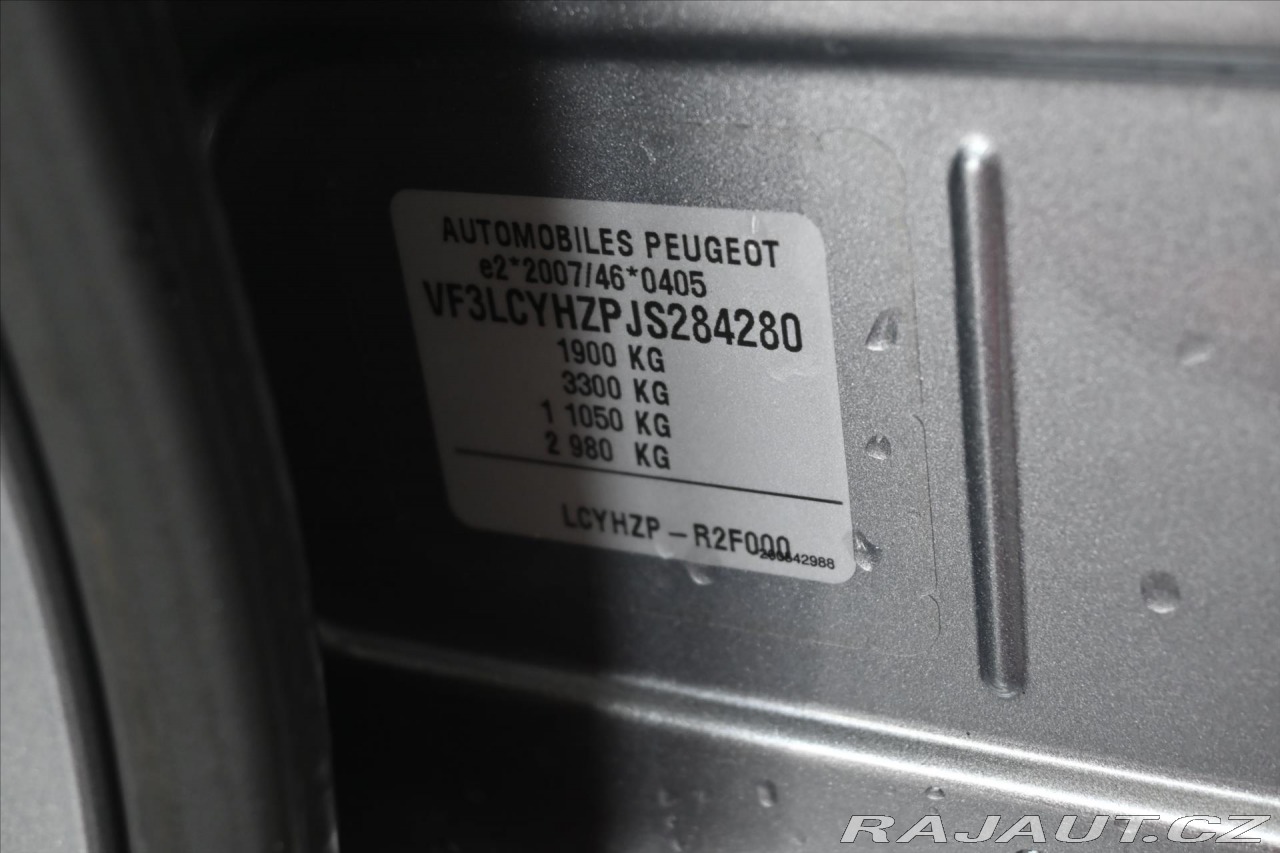 AUTOMOBILES PEUGEOT
e2*2007/46*0405
VF3LCYHZPJS284280
1900 KG
3300 KG
1 1050 KG
2 980 KG
LCYHZP – R2F000
RAJAUT.CZ